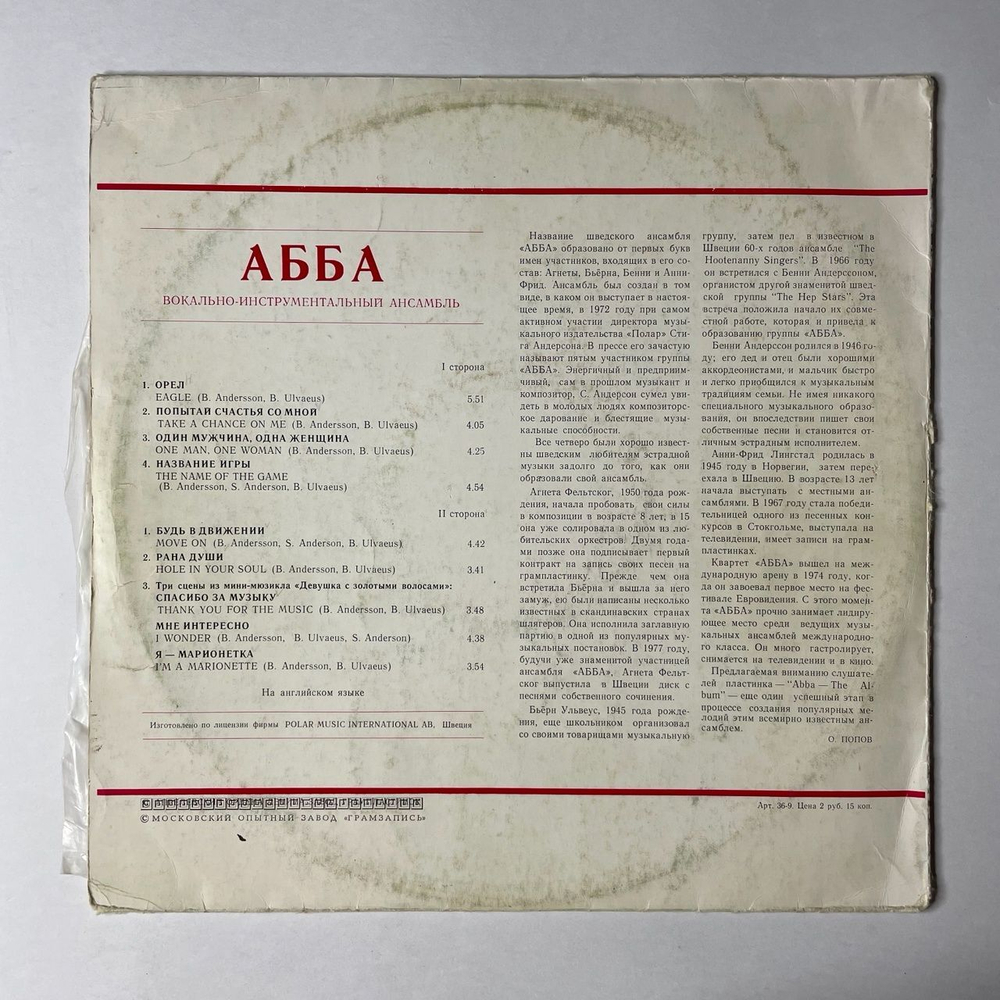 АББА
ВОКАЛЬНО-ИНСТРУМЕНТАЛЬНЫЙ АНСАМБЛЬ
I сторона
1. ОРЕЛ
EAGLE (B. Andersson, B. Ulvaeus) 5.51
2. ПОПЫТАЙ СЧАСТЬЯ СО МНОЙ
TAKE A CHANCE ON ME (B. Andersson, B. Ulvaeus) 4.05
3. ОДИН МУЖЧИНА, ОДНА ЖЕНЩИНА
ONE MAN, ONE WOMAN (B. Andersson, B. Ulvaeus) 4.25
4. НАЗВАНИЕ ИГРЫ
THE NAME OF THE GAME
(B. Andersson, S. Anderson, B. Ulvaeus) 4.54
II сторона
1. БУДЬ В ДВИЖЕНИИ
MOVE ON (B. Andersson, S. Anderson, B. Ulvaeus) 4.42
2. РАНА ДУШИ
HOLE IN YOUR SOUL (B. Andersson, B. Ulvaeus) 3.41
3. Три сцены из мини-мюзикла «Девушка с золотыми волосами»:
СПАСИБО ЗА МУЗЫКУ
THANK YOU FOR THE MUSIC (B. Andersson, B. Ulvaeus) 3.48
МНЕ ИНТЕРЕСНО
I WONDER (B. Andersson, B. Ulvaeus, S. Anderson) 4.38
Я — МАРИОНЕТКА
I'M A MARIONETTE (B. Andersson, B. Ulvaeus) 3.54
На английском языке
Изготовлено по лицензии фирмы POLAR MUSIC INTERNATIONAL AB, Швеция
Название шведского ансамбля
«АББА» образовано от первых букв
имен участников, входящих в его со-
став: Агнеты, Бьёрна, Бенни и Анни-
Фрид. Ансамбль был создан в том
виде, в каком он выступает в настоя-
щее время, в 1972 году при самом
активном участии директора музы-
кального издательства «Полар» Сти-
га Андерсона. В прессе его зачастую
называют пятым участником группы
«АББА». Энергичный и предприим-
чивый, сам в прошлом музыкант и
композитор, С. Андерсон сумел уви-
деть в молодых людях композиторс-
кое дарование и блестящие музы-
кальные способности.
Все четверо были хорошо извест-
ны шведским любителям эстрадной
музыки задолго до того, как они
образовали свой ансамбль.
Агнета Фельтског, 1950 года рож-
дения, начала пробовать свои силы
в композиции в возрасте 8 лет, в 15
она уже солировала в одном из лю-
бительских оркестров. Двумя года-
ми позже она подписывает первый
контракт на запись своих песен на
грампластинку. Прежде чем она
встретила Бьёрна и вышла за него
замуж, ею были написаны несколько
известных в скандинавских странах
шлягеров. Она исполнила заглавную
партию в одной из популярных му-
зыкальных постановок. В 1977 году,
будучи уже знаменитой участницей
ансамбля «АББА», Агнета Фельт-
ског выпустила в Швеции диск с
песнями собственного сочинения.
Бьёрн Ульвеус, 1945 года рожде-
ния, еще школьником организовал
со своими товарищами музыкальную
группу, затем пел в известном в
Швеции 60-х годов ансамбле "The
Hootenanny Singers". В 1966 году
он встретился с Бенни Андерссоном,
органистом другой знаменитой швед-
ской группы "The Hep Stars". Эта
встреча положила начало их совме-
стной работе, которая и привела к
образованию группы «АББА».
Бенни Андерссон родился в 1946 го-
ду; его дед и отец были хорошими
аккордеонистами, и мальчик быстро
и легко приобщился к музыкальным
традициям семьи. Не имея никакого
специального музыкального образо-
вания, он впоследствии пишет свои
собственные песни и становится от-
личным эстрадным исполнителем.
Анни-Фрид Лингстад родилась в
1945 году в Норвегии, затем пере-
ехала в Швецию. В возрасте 13 лет
начала выступать с местными ан-
самблями. В 1967 году стала победи-
тельницей одного из песенных кон-
курсов в Стокгольме, выступала на
телевидении, имеет записи на грам-
пластинках.
Квартет «АББА» вышел на меж-
дународную арену в 1974 году, ког-
да он завоевал первое место на фес-
тивале Евровидения. С этого момен-
та «АББА» прочно занимает лидиру-
ющее место среди ведущих музы-
кальных ансамблей международно-
го класса. Он много гастролирует,
снимается на телевидении и в кино.
Предлагаемая вниманию слушате-
лей пластинка — "Abba — The Al-
bum" — еще один успешный этап в
процессе создания популярных ме-
лодий этим всемирно известным ан-
самблем.
О. ПОПОВ
© МОСКОВСКИЙ ОПЫТНЫЙ ЗАВОД «ГРАМЗАПИСЬ»
Арт. 36-9. Цена 2 руб. 15 коп.